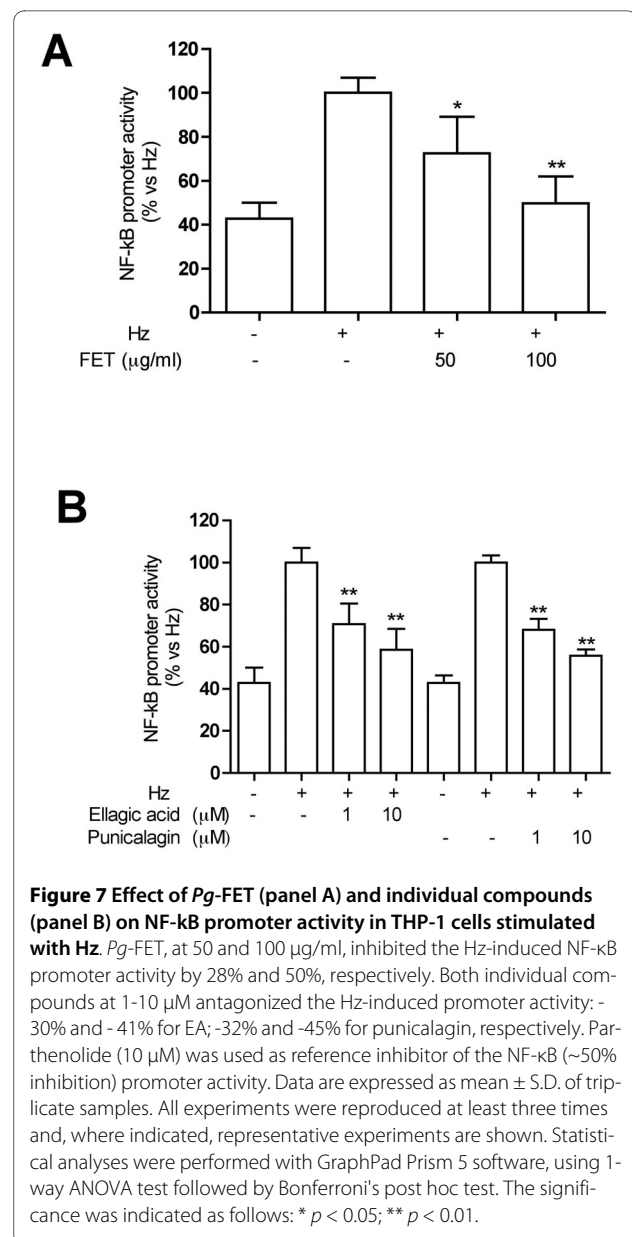 A
120
100
80
60
40
20
0
NF-kB promoter activity
(% vs Hz)
*
**
Hz - + + +
FET (μg/ml) - - 50 100
B
120
100
80
60
40
20
0
NF-kB promoter activity
(% vs Hz)
** ** ** **
Hz - + + + - + + +
Ellagic acid (μM) - - 1 10
Punicalagin (μM) - - 1 10
Figure 7 Effect of Pg-FET (panel A) and individual compounds
(panel B) on NF-kB promoter activity in THP-1 cells stimulated
with Hz. Pg-FET, at 50 and 100 μg/ml, inhibited the Hz-induced NF-κB
promoter activity by 28% and 50%, respectively. Both individual com-
pounds at 1-10 μM antagonized the Hz-induced promoter activity: -
30% and - 41% for EA; -32% and -45% for punicalagin, respectively. Par-
thenolide (10 μM) was used as reference inhibitor of the NF-κB (~50%
inhibition) promoter activity. Data are expressed as mean ± S.D. of trip-
licate samples. All experiments were reproduced at least three times
and, where indicated, representative experiments are shown. Statisti-
cal analyses were performed with GraphPad Prism 5 software, using 1-
way ANOVA test followed by Bonferroni's post hoc test. The signifi-
cance was indicated as follows: * p < 0.05; ** p < 0.01.